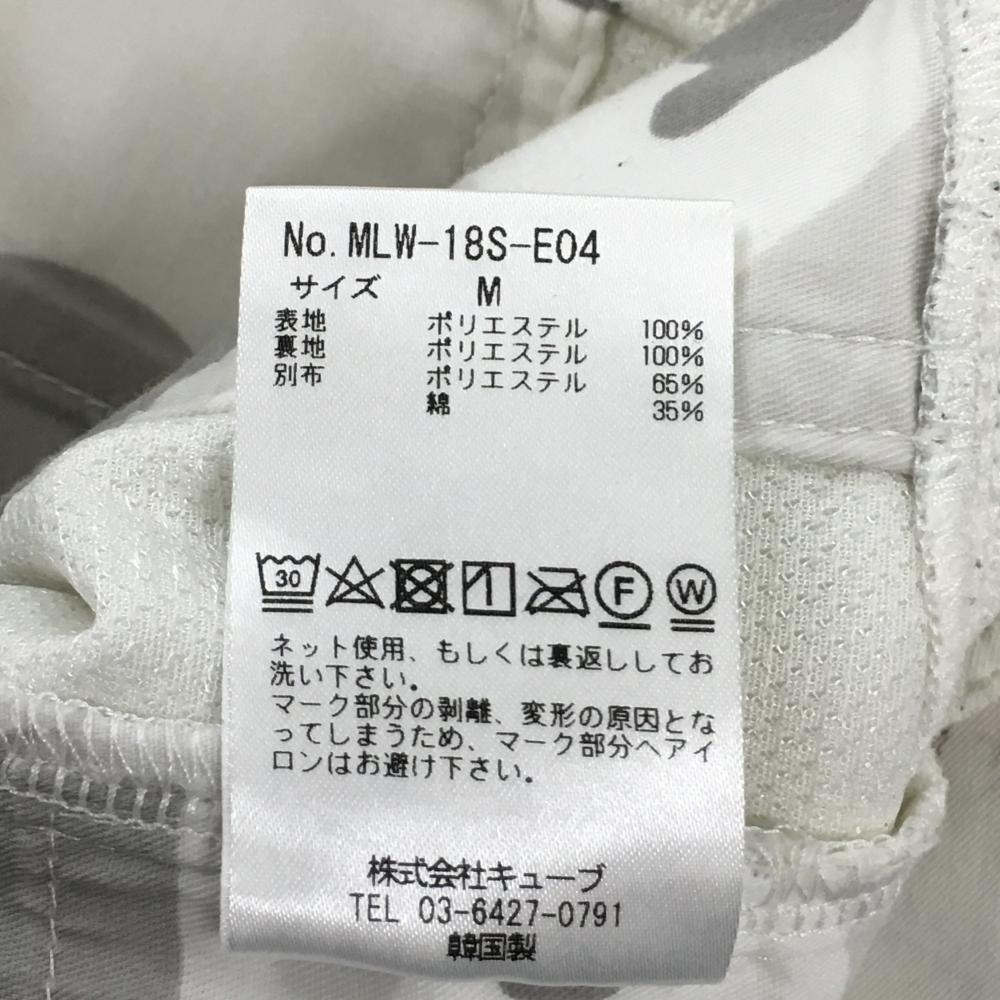 No.MLW-18S-E04
サイズ M
表地 ポリエステル 100%
裏地 ポリエステル 100%
別布 ポリエステル 65%
綿 35%
30 F W
ネット使用、もしくは裏返ししてお
洗い下さい。
マーク部分の剥離、変形の原因とな
ってしまうため、マーク部分へアイ
ロンはお避け下さい。
株式会社キューブ
TEL 03-6427-0791
韓国製